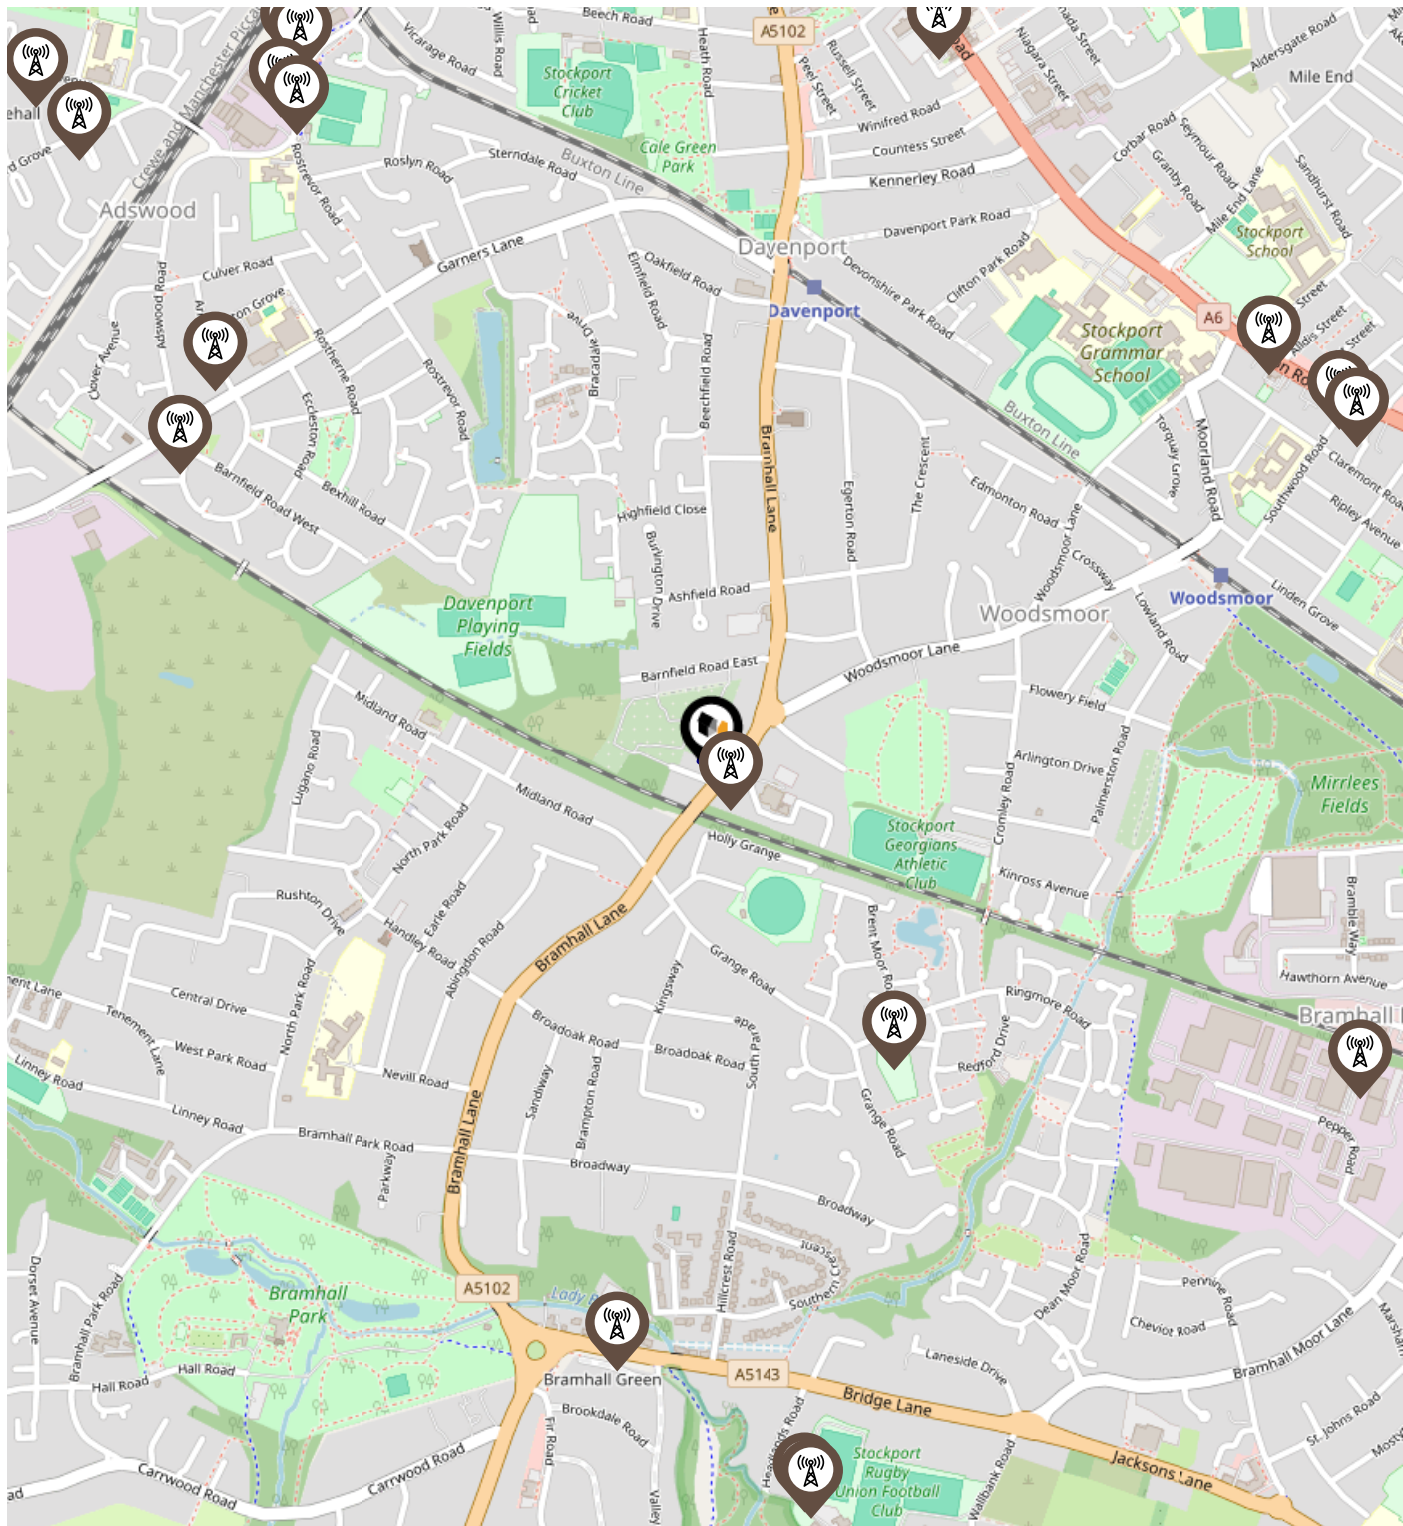 Beech Road
A5102
Heath Road
Vicarage Road
Willis Road
Russell Street
Peel Street
Niagara Street
Aldersgate Road
Mile End
Stockport
Cricket
Club
Winifred Road
Countess Street
Kennerley Road
Cale Green
Park
Corbar Road
Seymour Road
Granby Road
Mile End Lane
Sandhurst Road
Crewe and Manchester Piccadilly
Buxton Line
Sterndale Road
Roslyn Road
Rostrevor Road
Adswood
Davenport Park Road
Stockport
School
Davenport
Garners Lane
Culver Road
Oakfield Road
Elmfield Road
Devonshire Park Road
Clifton Park Road
Davenport
A6
Adswood Road
Clover Avenue
Rostherne Road
Bracadale Drive
Beechfield Road
Stockport
Grammar
School
Alldis Street
Street
Street
Rostrevor Road
Eccleston Road
Bexhill Road
Barnfield Road West
Buxton Line
Torquay Grove
Moorland Road
Southwood Road
Claremont Road
Ripley Avenue
Bramhall Lane
Egerton Road
The Crescent
Edmonton Road
Highfield Close
Burlington Drive
Ashfield Road
Woodsmoor Lane
Crossway
Lowland Road
Woodsmoor
Woodsmoor
Linden Grove
Davenport
Playing
Fields
Barnfield Road East
Woodsmoor Lane
Flowery Field
Midland Road
Lugano Road
Arlington Drive
Palmerston Road
Cromley Road
Mirrlees
Fields
Midland Road
North Park Road
Holly Grange
Stockport
Georgians
Athletic
Club
Kinross Avenue
Bramble Way
Rushton Drive
Earle Road
Handley Road
Abingdon Road
Bramhall Lane
Brent Moor Road
Grange Road
Kingsway
Hawthorn Avenue
Central Drive
Tenement Lane
North Park Road
West Park Road
Linney Road
Linney Road
Nevill Road
Broadoak Road
Broadoak Road
South Parade
Ringmore Road
Redford Drive
Grange Road
Bramhall
Pepper Road
Sandiway
Brampton Road
Bramhall Park Road
Parkway
Bramhall Lane
Broadway
Broadway
Southern Crescent
Hillcrest Road
Dean Moor Road
Dorset Avenue
Bramhall Park Road
A5102
Bramhall
Park
Pennine Road
Cheviot Road
Bramhall Moor Lane
Hall Road
Hall Road
Bramhall Green
A5143
Bridge Lane
Laneside Drive
Brookdale Road
Fir Road
Valley
Carrwood Road
Carrwood Road
Stockport
Rugby
Union Football
Club
Wallbank Road
Jacksons Lane
St. Johns Road